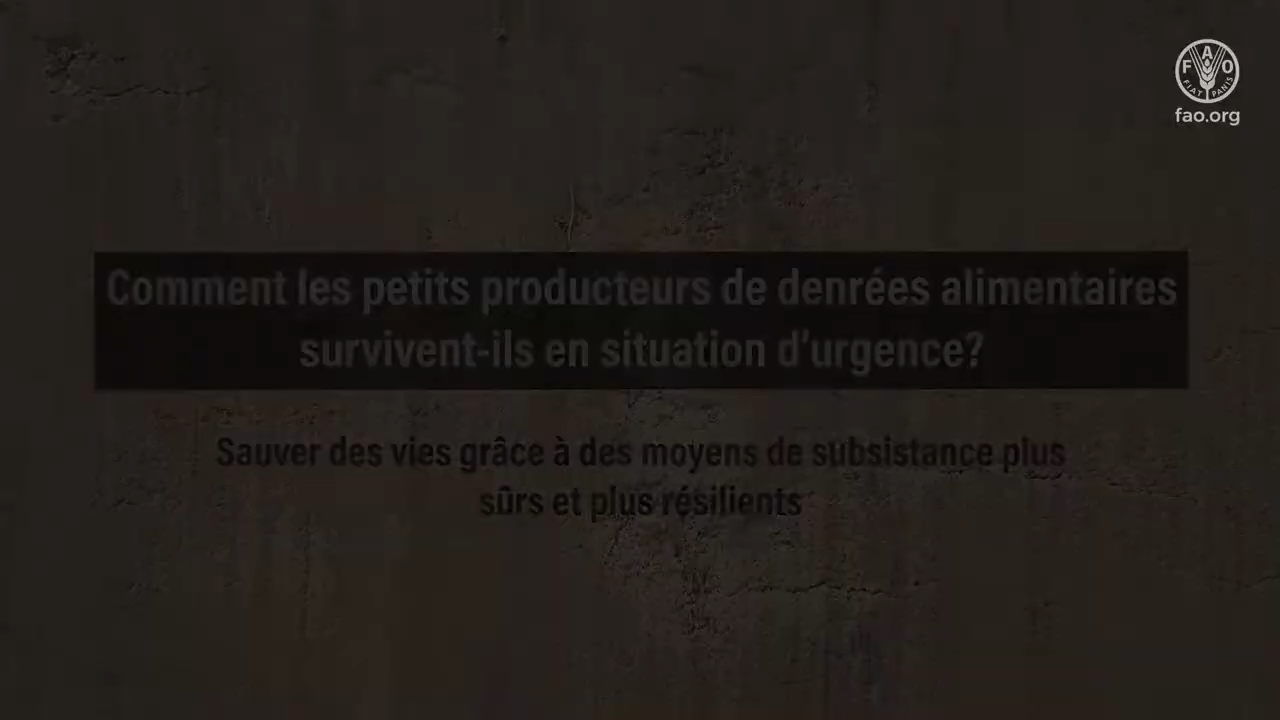 F A O
FIAT PANIS
fao.org
Comment les petits producteurs de denrées alimentaires
survivent-ils en situation d'urgence?
Sauver des vies grâce à des moyens de subsistance plus
sûrs et plus résilients